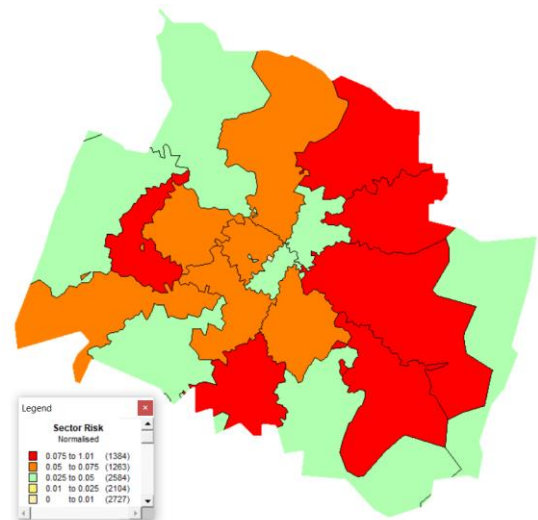 Legend
Sector Risk
Normalised
0.075 to 1.01 (1384)
0.05 to 0.075 (1263)
0.025 to 0.05 (2584)
0.01 to 0.025 (2104)
0 to 0.01 (2727)